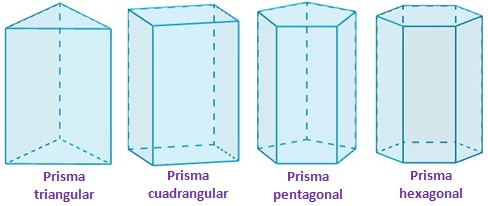 Prisma
triangular
Prisma
cuadrangular
Prisma
pentagonal
Prisma
hexagonal